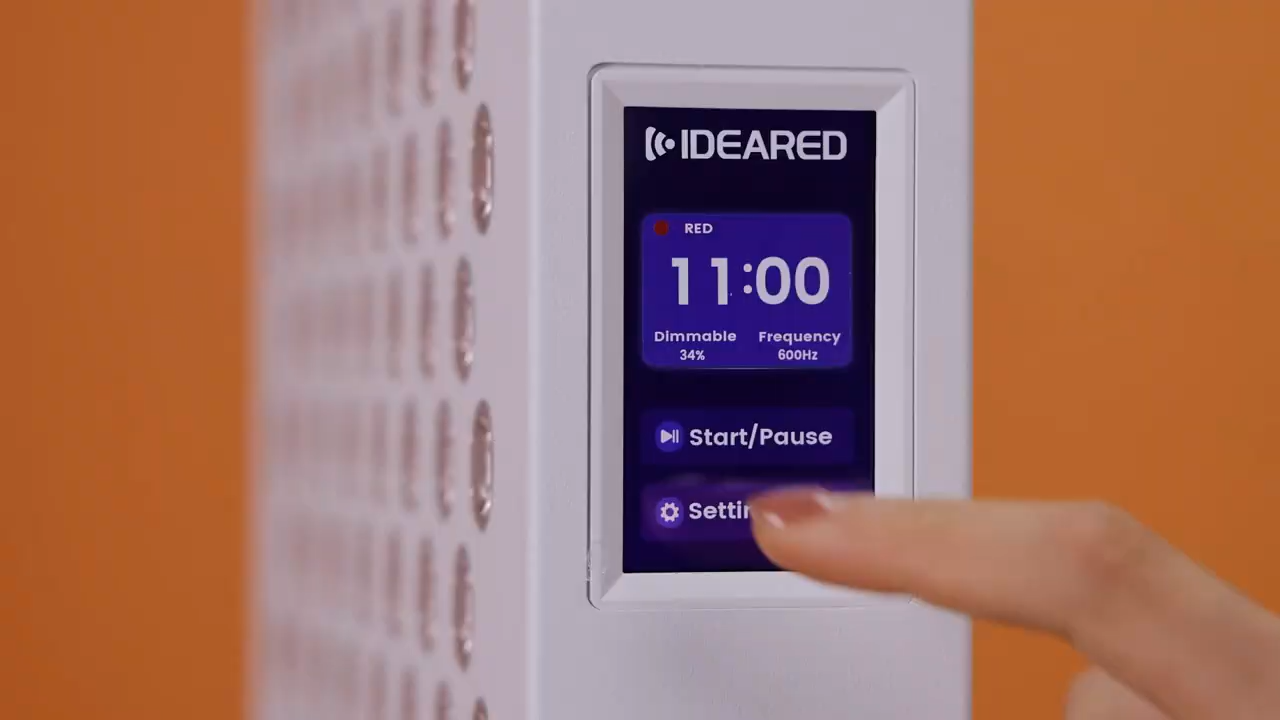 IDEARED
RED
11:00
Dimmable Frequency
34% 600Hz
Start/Pause